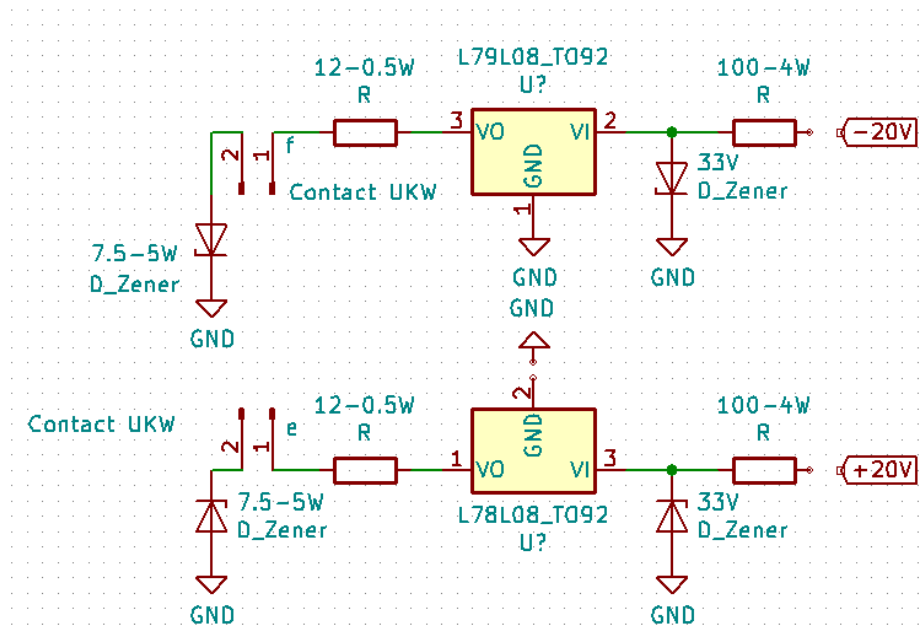 L79L08_TO92
U?
12-0.5W
R
100-4W
R
3
VO
VI
GND
2
-20V
2
1
f
Contact UKW
1
33V
D_Zener
7.5-5W
D_Zener
GND
GND
GND
GND
Contact UKW
2
1
e
12-0.5W
R
2
GND
100-4W
R
1
VO
VI
3
+20V
7.5-5W
D_Zener
L78L08_TO92
U?
33V
D_Zener
GND
GND